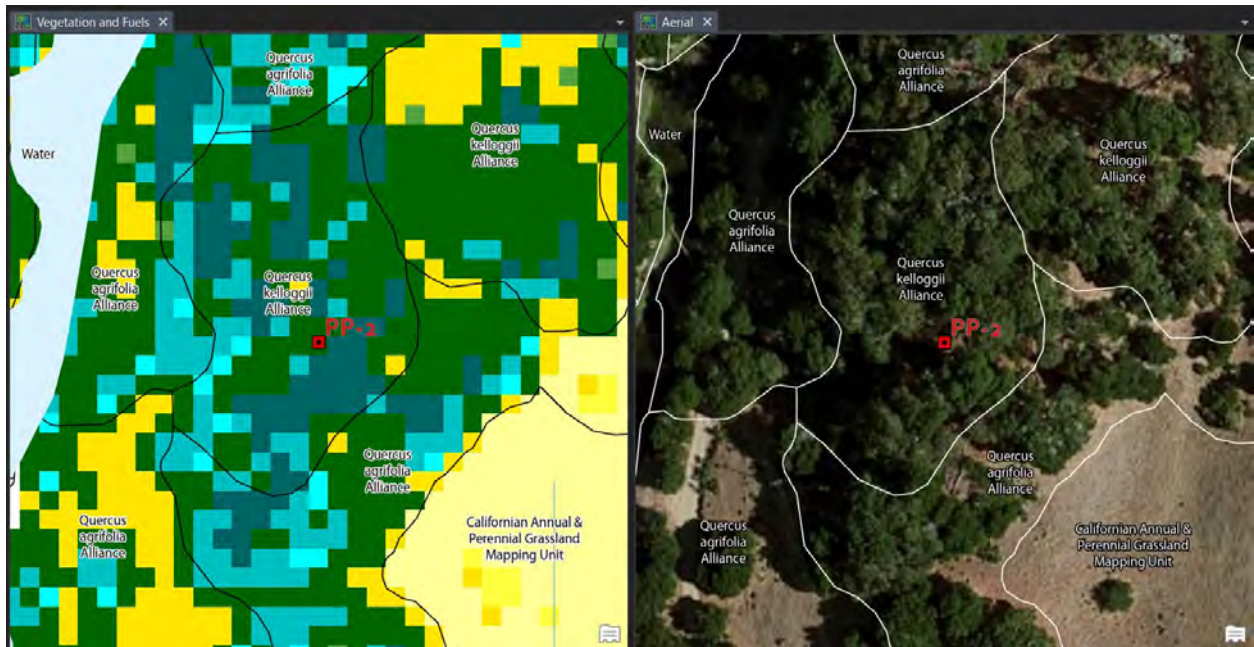 Vegetation and Fuels
Quercus
agrifolia
Alliance
Quercus
kelloggii
Alliance
Water
Quercus
agrifolia
Alliance
Quercus
kelloggii
Alliance
PP-2
Quercus
agrifolia
Alliance
Quercus
agrifolia
Alliance
Californian Annual &
Perennial Grassland
Mapping Unit
Aerial
Quercus
agrifolia
Alliance
Water
Quercus
kelloggii
Alliance
Quercus
agrifolia
Alliance
Quercus
kelloggii
Alliance
PP-2
Quercus
agrifolia
Alliance
Quercus
agrifolia
Alliance
Californian Annual &
Perennial Grassland
Mapping Unit